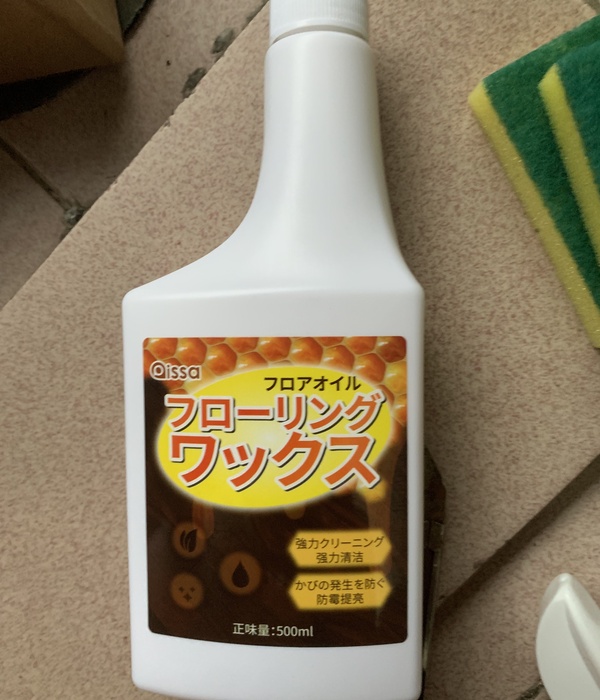 Qissa
フロアオイル
フローリング
ワックス
強力クリーニング
强力清洁
かびの発生を防ぐ
防霉提亮
正味量:500ml